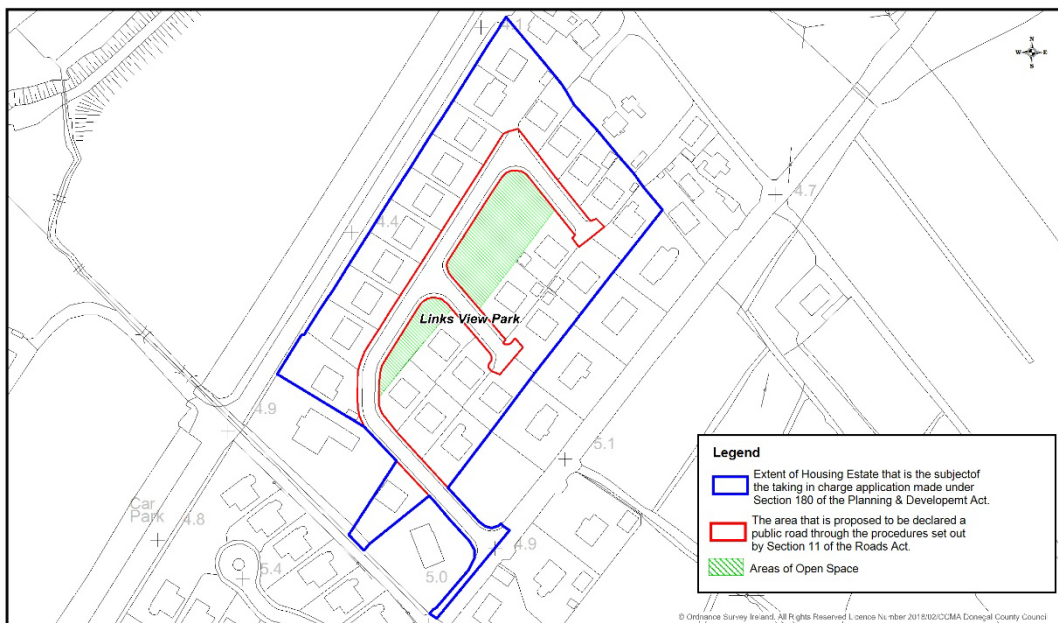 4.1
N
W E
S
4.7
4.4
Links View Park
4.9
5.1
Car
Park
4.8
4.9
5.4
5.0
Legend
Extent of Housing Estate that is the subjectof
the taking in charge application made under
Section 180 of the Planning & Developemt Act.
The area that is proposed to be declared a
public road through the procedures set out
by Section 11 of the Roads Act.
Areas of Open Space
© Ordnance Survey Ireland. All Rights Reserved Licence Number 2018/02/CCMA Donegal County Council